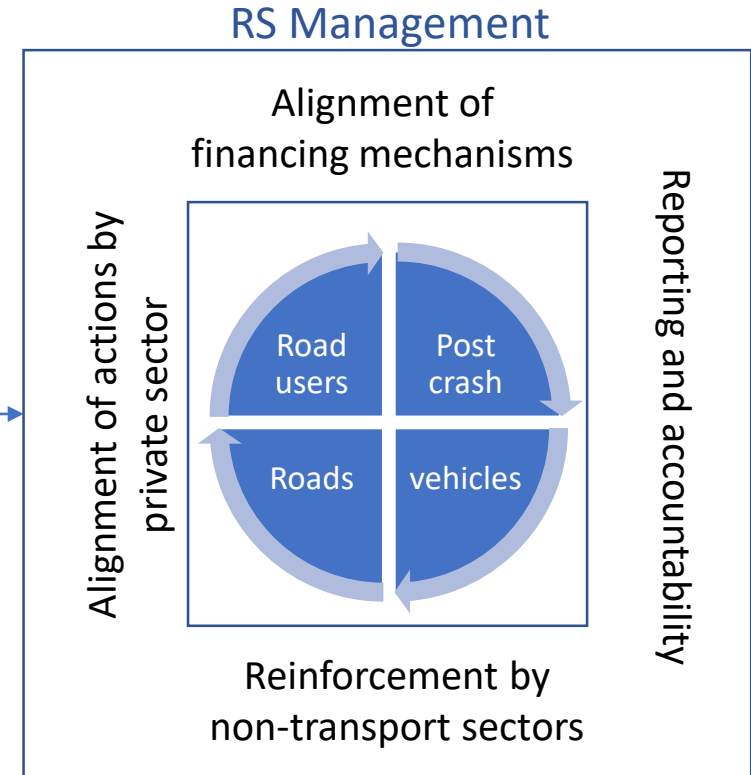 RS Management
Alignment of
financing mechanisms
Alignment of actions by
private sector
Road
users
Post
crash
Roads
vehicles
Reporting and accountability
Reinforcement by
non-transport sectors